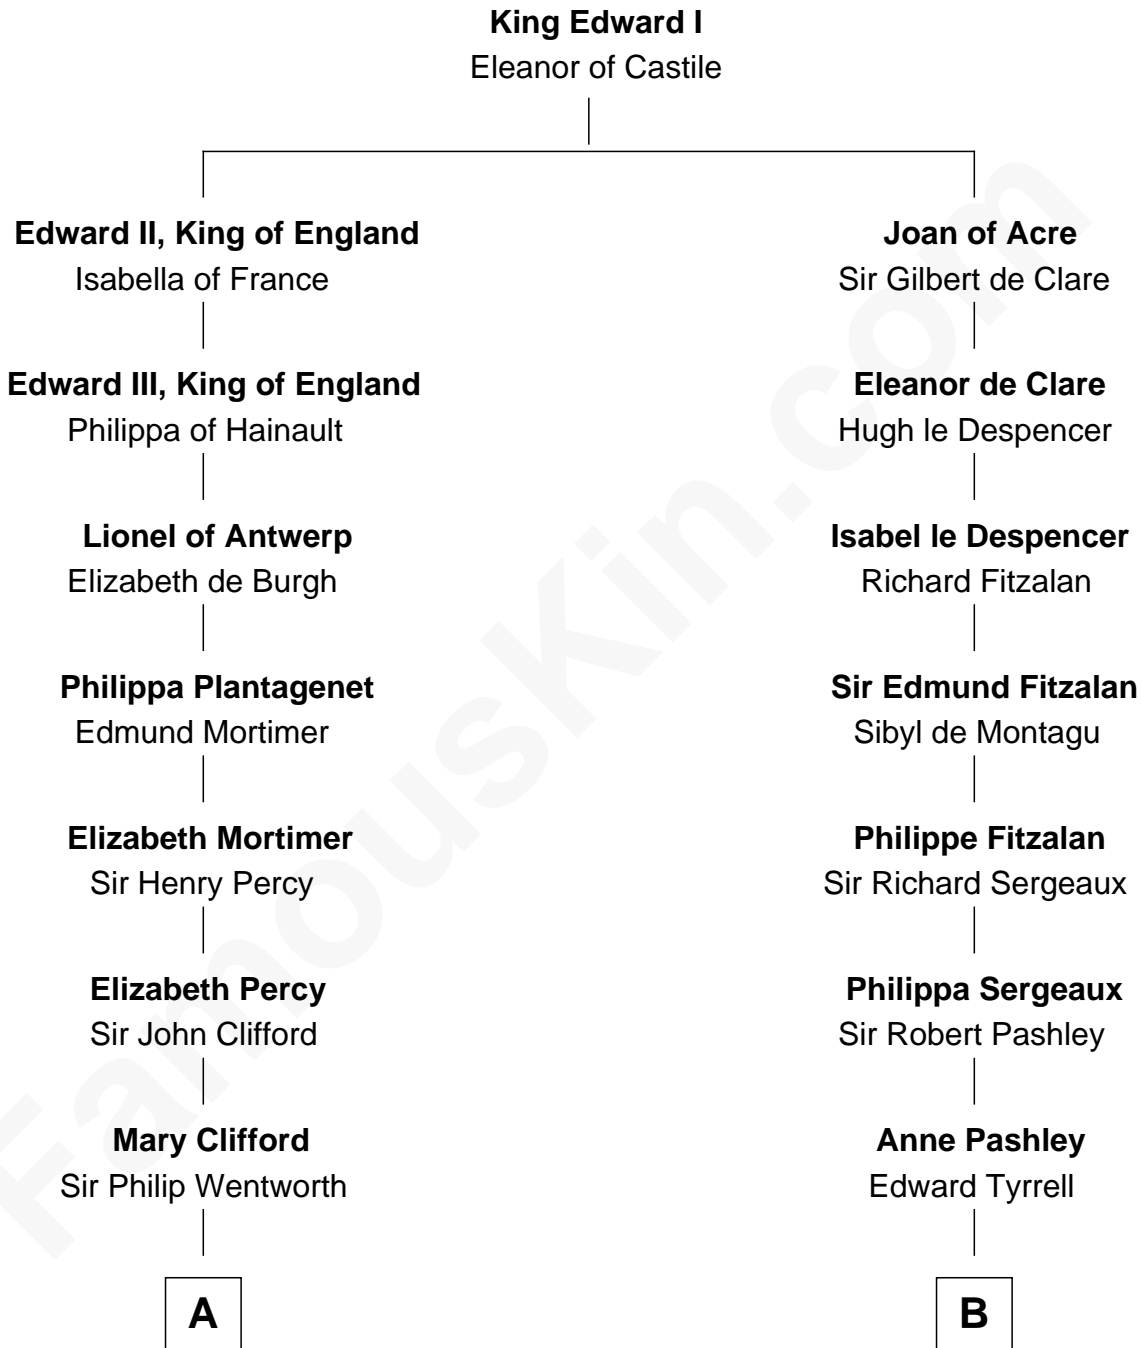 King Edward I
Eleanor of Castile
Edward II, King of England
Isabella of France
Edward III, King of England
Philippa of Hainault
Lionel of Antwerp
Elizabeth de Burgh
Philippa Plantagenet
Edmund Mortimer
Elizabeth Mortimer
Sir Henry Percy
Elizabeth Percy
Sir John Clifford
Mary Clifford
Sir Philip Wentworth
A
Joan of Acre
Sir Gilbert de Clare
Eleanor de Clare
Hugh le Despencer
Isabel le Despencer
Richard Fitzalan
Sir Edmund Fitzalan
Sibyl de Montagu
Philippe Fitzalan
Sir Richard Sergeaux
Philippa Sergeaux
Sir Robert Pashley
Anne Pashley
Edward Tyrrell
B
FamousKin.com